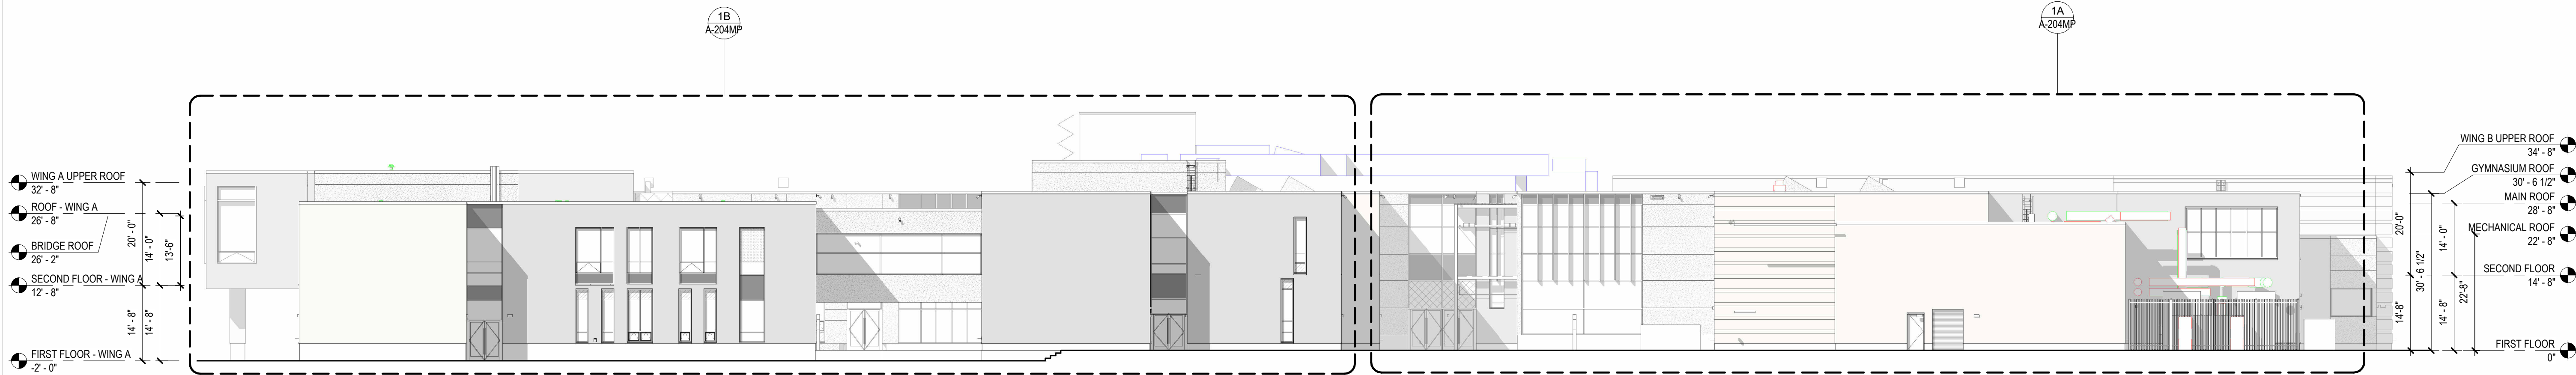 1B
A-204MP
1A
A-204MP
WING A UPPER ROOF
32' - 8"
ROOF - WING A
26' - 8"
BRIDGE ROOF
26' - 2"
SECOND FLOOR - WING A
12' - 8"
FIRST FLOOR - WING A
-2' - 0"
20' - 0"
14' - 0"
13'-6"
14' - 8"
14' - 8"
WING B UPPER ROOF
34' - 8"
GYMNASIUM ROOF
30' - 6 1/2"
MAIN ROOF
28' - 8"
MECHANICAL ROOF
22' - 8"
SECOND FLOOR
14' - 8"
FIRST FLOOR
0"
20'-0"
14'-8"
30' - 6 1/2"
14' - 0"
14' - 8"
22'-8"